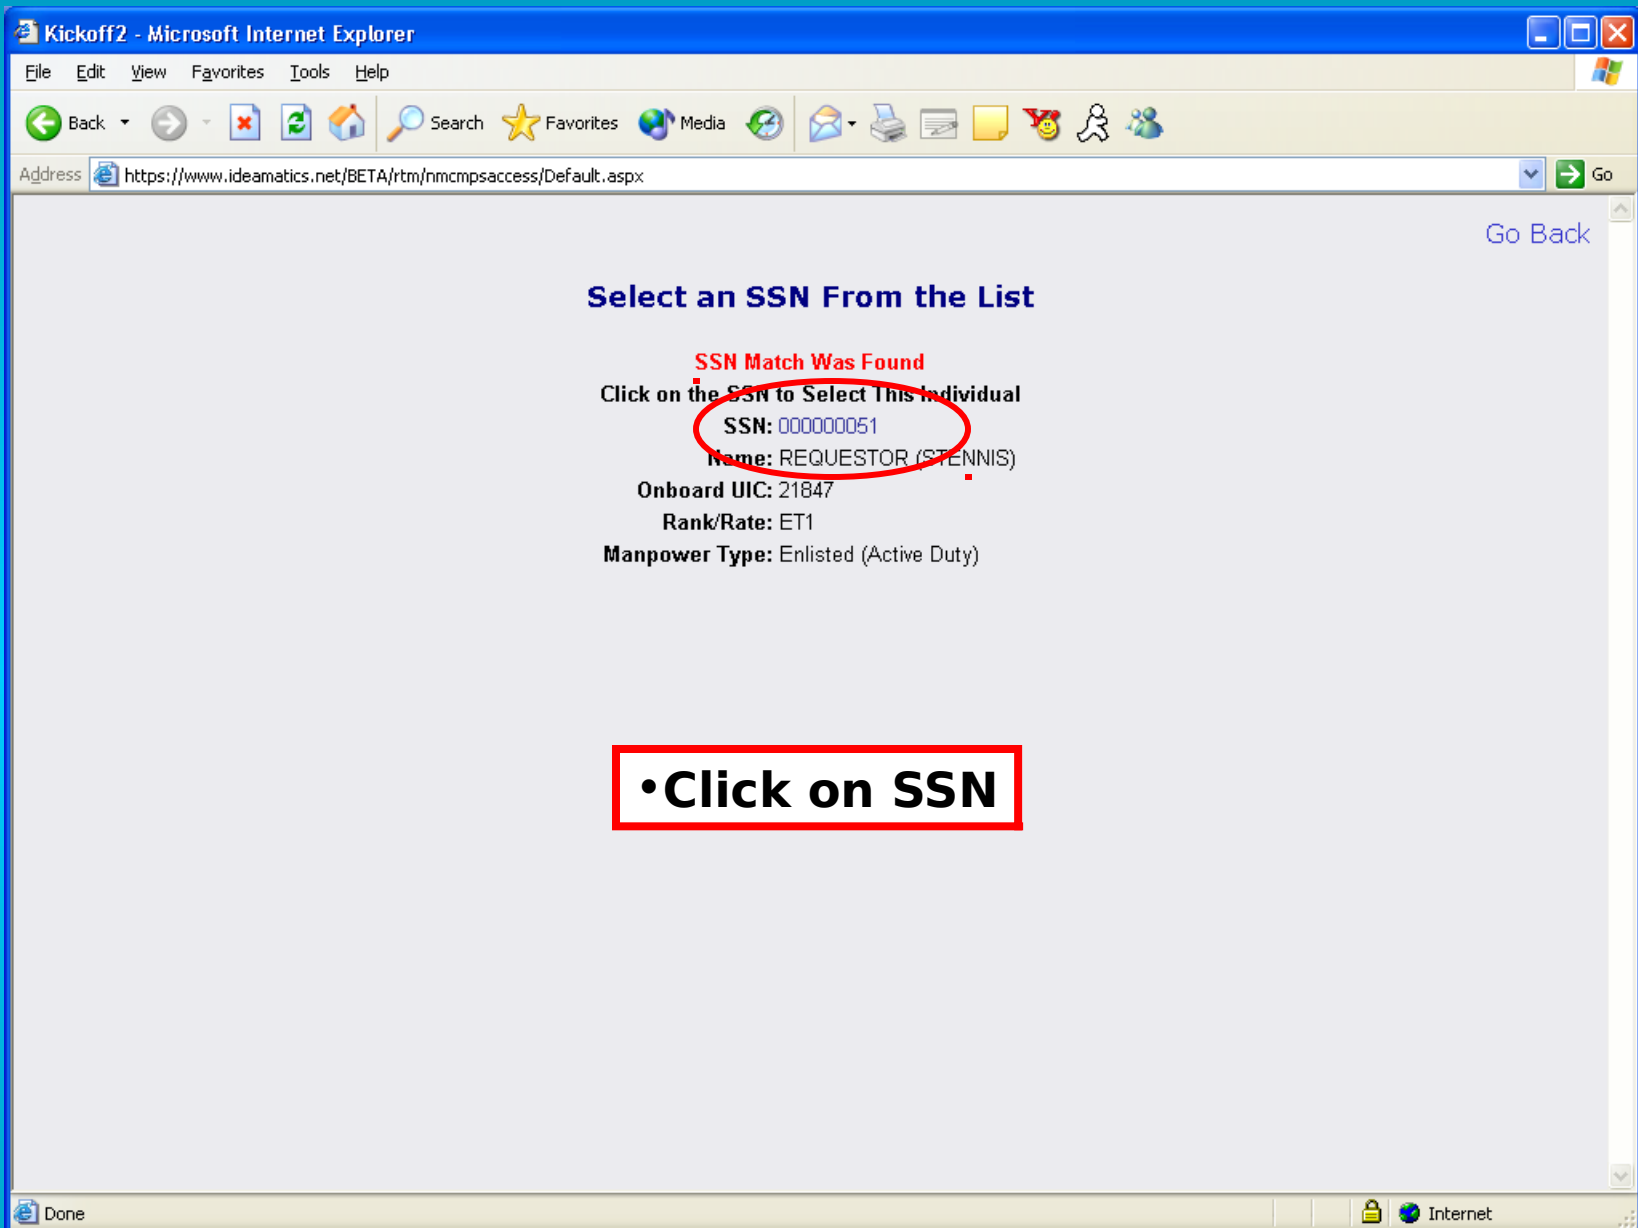 Kickoff2 - Microsoft Internet Explorer
File Edit View Favorites Tools Help
Back Search Favorites Media
Address https://www.ideamatics.net/BETA/rtm/nmcmpsaccess/Default.aspx Go
Go Back
Select an SSN From the List
SSN Match Was Found
Click on the SSN to Select This Individual
SSN: 000000051
Name: REQUESTOR (STENNIS)
Onboard UIC: 21847
Rank/Rate: ET1
Manpower Type: Enlisted (Active Duty)
•Click on SSN
Done Internet